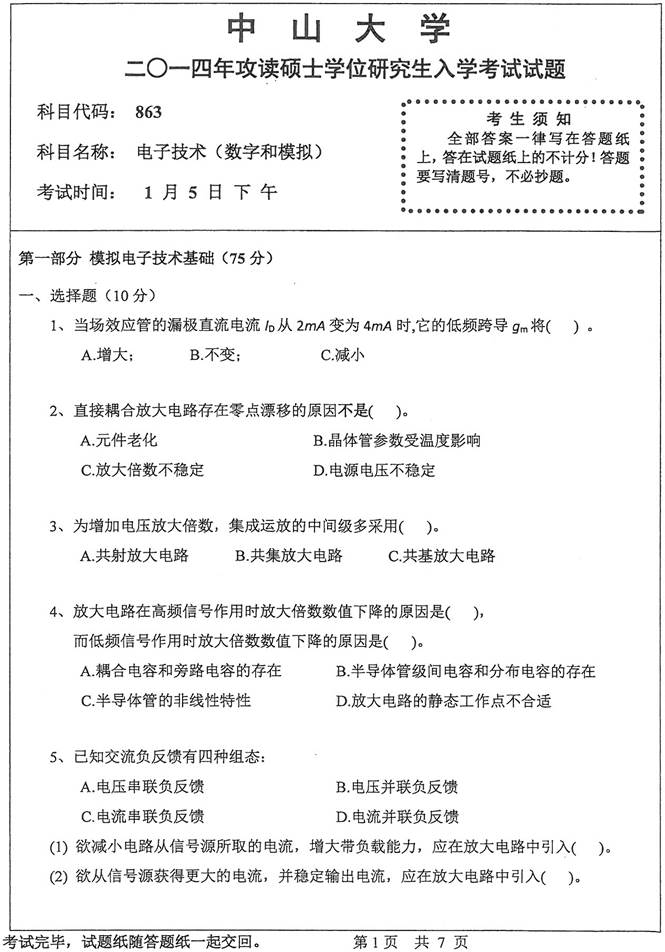 中 山 大 学
二〇一四年攻读硕士学位研究生入学考试试题
科目代码： 863
科目名称： 电子技术（数字和模拟）
考试时间： 1 月 5 日 下 午
考 生 须 知
全部答案一律写在答题纸
上，答在试题纸上的不计分！答题
要写清题号，不必抄题。
第一部分 模拟电子技术基础（75 分）
一、选择题（10 分）
1、当场效应管的漏极直流电流 ID从 2mA 变为 4mA 时,它的低频跨导 gm将( ) 。
A.增大; B.不变; C.减小
2、直接耦合放大电路存在零点漂移的原因不是( )。
A.元件老化 B.晶体管参数受温度影响
C.放大倍数不稳定 D.电源电压不稳定
3、为增加电压放大倍数，集成运放的中间级多采用( )。
A.共射放大电路 B.共集放大电路 C.共基放大电路
4、放大电路在高频信号作用时放大倍数数值下降的原因是( )，
而低频信号作用时放大倍数数值下降的原因是( )。
A.耦合电容和旁路电容的存在 B.半导体管级间电容和分布电容的存在
C.半导体管的非线性特性 D.放大电路的静态工作点不合适
5、已知交流负反馈有四种组态：
A.电压串联负反馈 B.电压并联负反馈
C.电流串联负反馈 D.电流并联负反馈
(1) 欲减小电路从信号源所取的电流，增大带负载能力，应在放大电路中引入( )。
(2) 欲从信号源获得更大的电流，并稳定输出电流，应在放大电路中引入( )。
考试完毕，试题纸随答题纸一起交回。 第 1 页 共 7 页